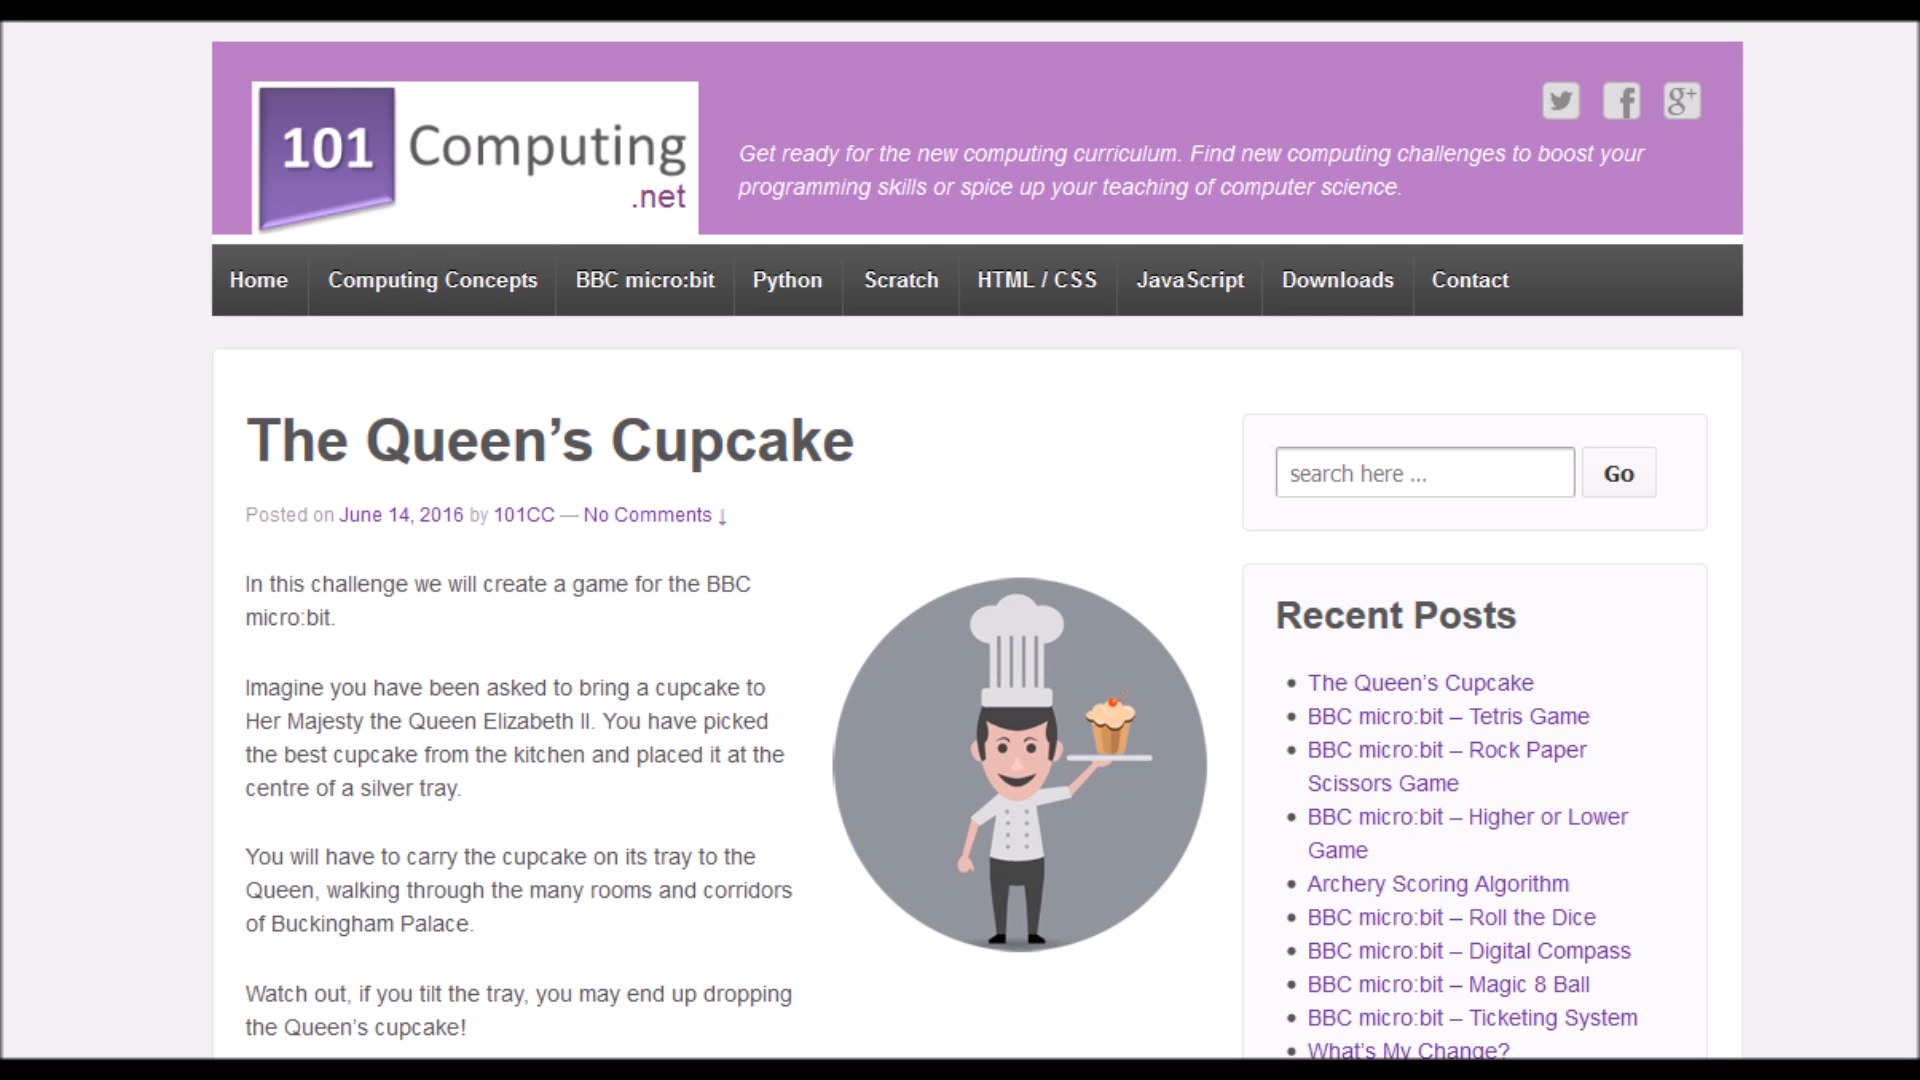 101 Computing
.net
Get ready for the new computing curriculum. Find new computing challenges to boost your
programming skills or spice up your teaching of computer science.
g+
Home Computing Concepts BBC micro:bit Python Scratch HTML / CSS JavaScript Downloads Contact
The Queen’s Cupcake
Posted on June 14, 2016 by 101CC — No Comments ↓
In this challenge we will create a game for the BBC
micro:bit.
Imagine you have been asked to bring a cupcake to
Her Majesty the Queen Elizabeth II. You have picked
the best cupcake from the kitchen and placed it at the
centre of a silver tray.
You will have to carry the cupcake on its tray to the
Queen, walking through the many rooms and corridors
of Buckingham Palace.
Watch out, if you tilt the tray, you may end up dropping
the Queen’s cupcake!
search here ... Go
Recent Posts
The Queen’s Cupcake
BBC micro:bit – Tetris Game
BBC micro:bit – Rock Paper
Scissors Game
BBC micro:bit – Higher or Lower
Game
Archery Scoring Algorithm
BBC micro:bit – Roll the Dice
BBC micro:bit – Digital Compass
BBC micro:bit – Magic 8 Ball
BBC micro:bit – Ticketing System
What’s My Change?